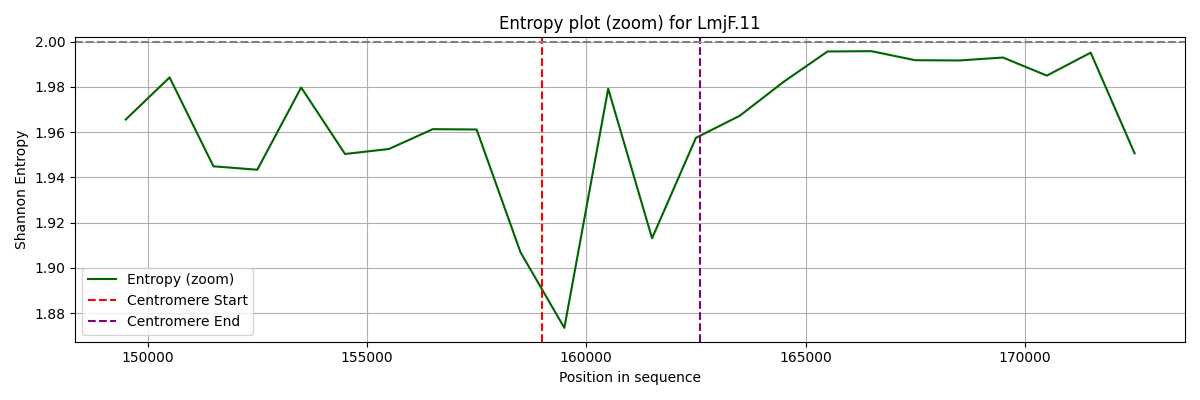 Entropy plot (zoom) for LmjF.11
Shannon Entropy
2.00
1.98
1.96
1.94
1.92
1.90
1.88
Entropy (zoom)
Centromere Start
Centromere End
150000 155000 160000 165000 170000
Position in sequence